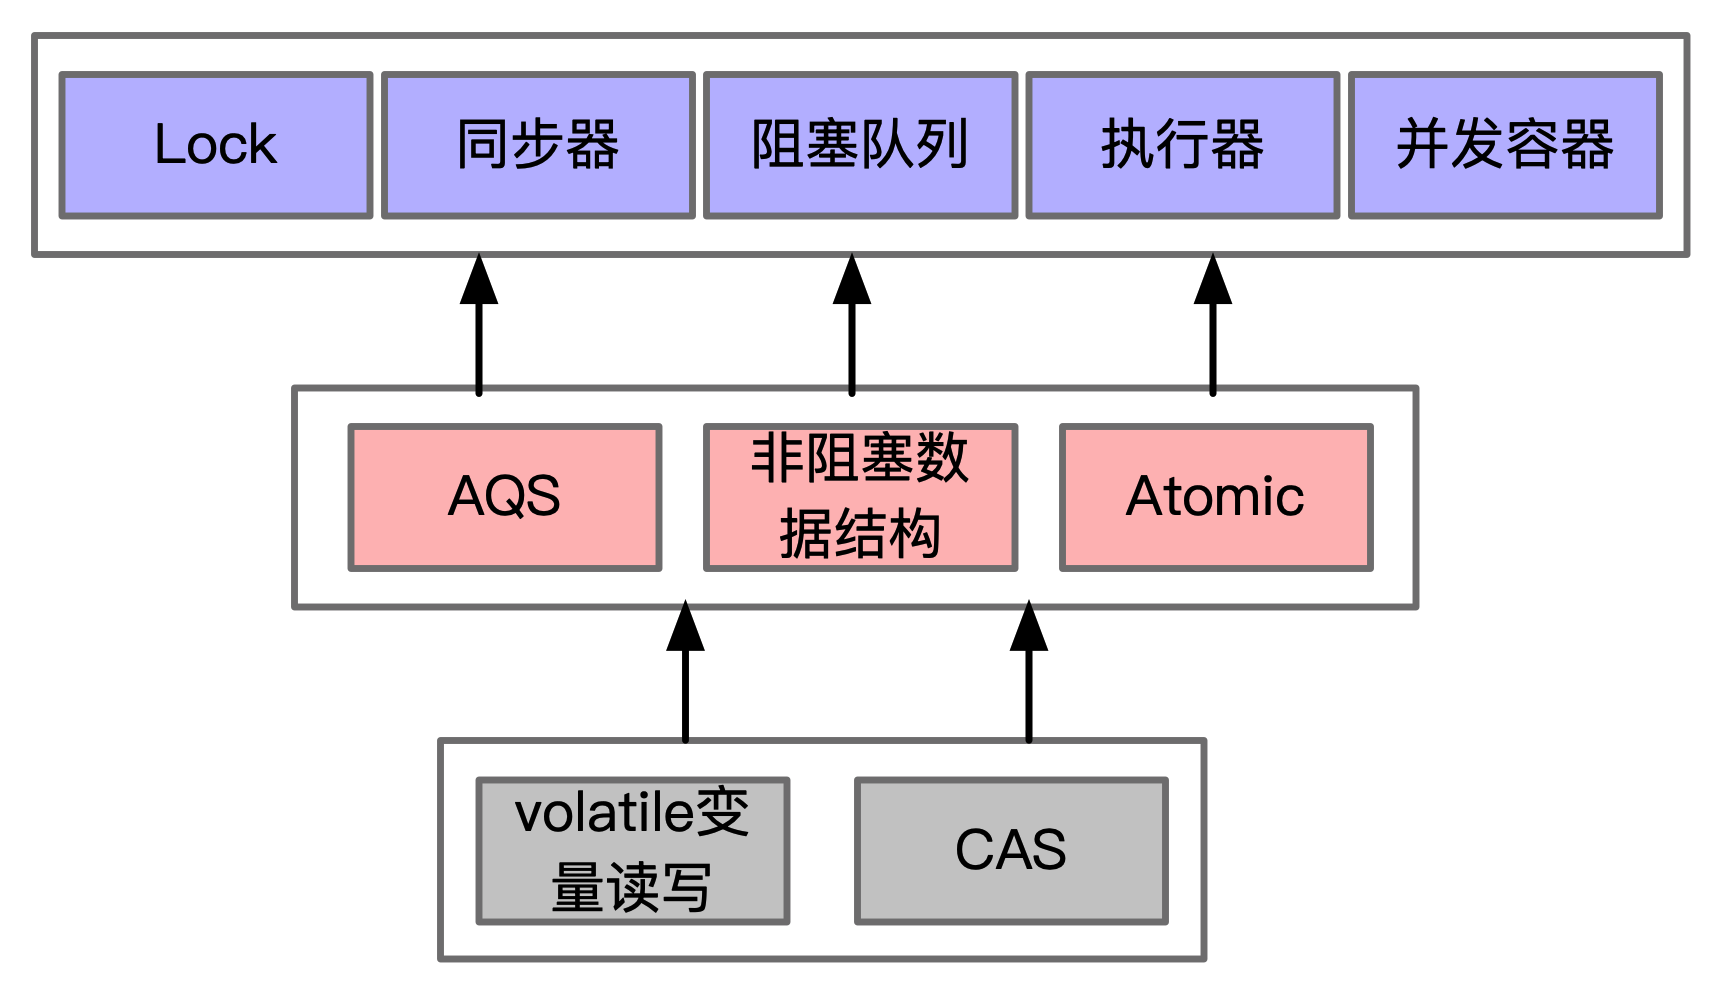 Lock
同步器
阻塞队列
执行器
并发容器
AQS
非阻塞数
据结构
Atomic
volatile变
量读写
CAS